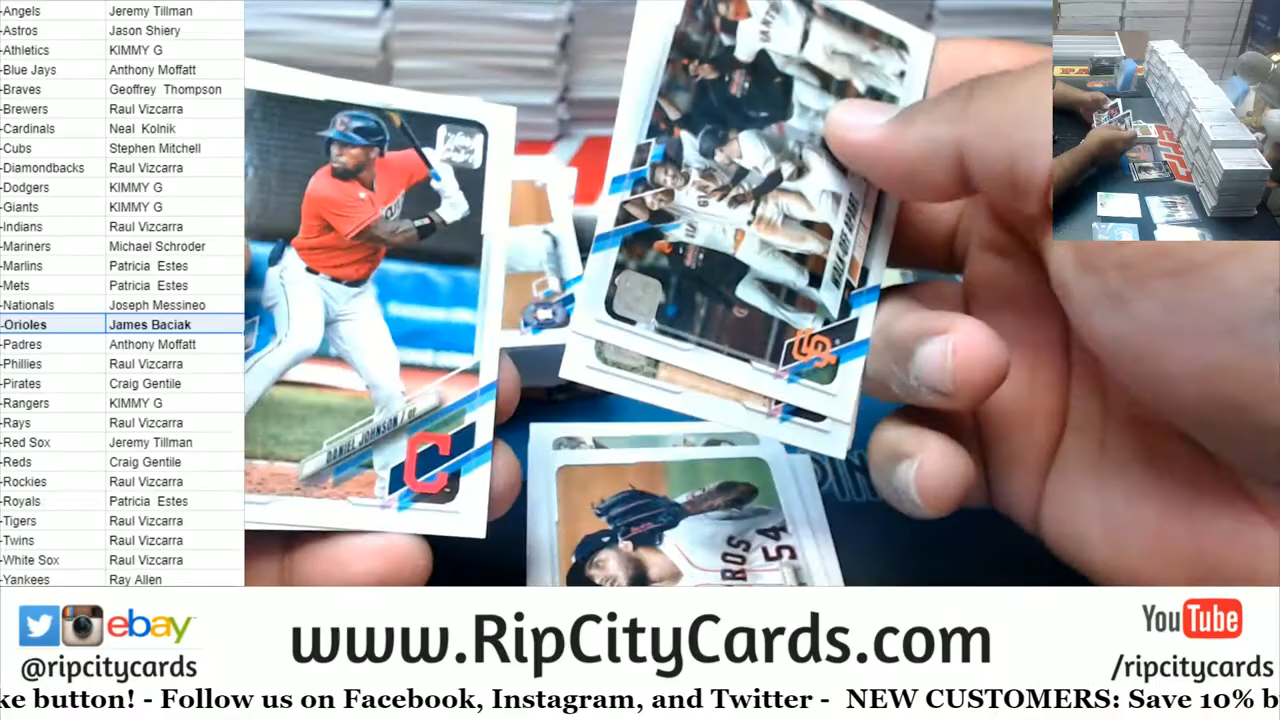 -Angels Jeremy Tillman
-Astros Jason Shiery
-Athletics KIMMY G
-Blue Jays Anthony Moffatt
-Braves Geoffrey Thompson
-Brewers Raul Vizcarra
-Cardinals Neal Kolnik
-Cubs Stephen Mitchell
-Diamondbacks Raul Vizcarra
-Dodgers KIMMY G
-Giants KIMMY G
-Indians Raul Vizcarra
-Mariners Michael Schroder
-Marlins Patricia Estes
-Mets Patricia Estes
-Nationals Joseph Messineo
-Orioles James Baciak
-Padres Anthony Moffatt
-Phillies Raul Vizcarra
-Pirates Craig Gentile
-Rangers KIMMY G
-Rays Raul Vizcarra
-Red Sox Jeremy Tillman
-Reds Craig Gentile
-Rockies Raul Vizcarra
-Royals Patricia Estes
-Tigers Raul Vizcarra
-Twins Raul Vizcarra
-White Sox Raul Vizcarra
-Yankees Ray Allen
DANIEL JOHNSON / OF
C
SF
ROS
54
ebay
@ripcitycards
www.RipCityCards.com
YouTube
/ripcitycards
ke button! - Follow us on Facebook, Instagram, and Twitter - NEW CUSTOMERS: Save 10% b